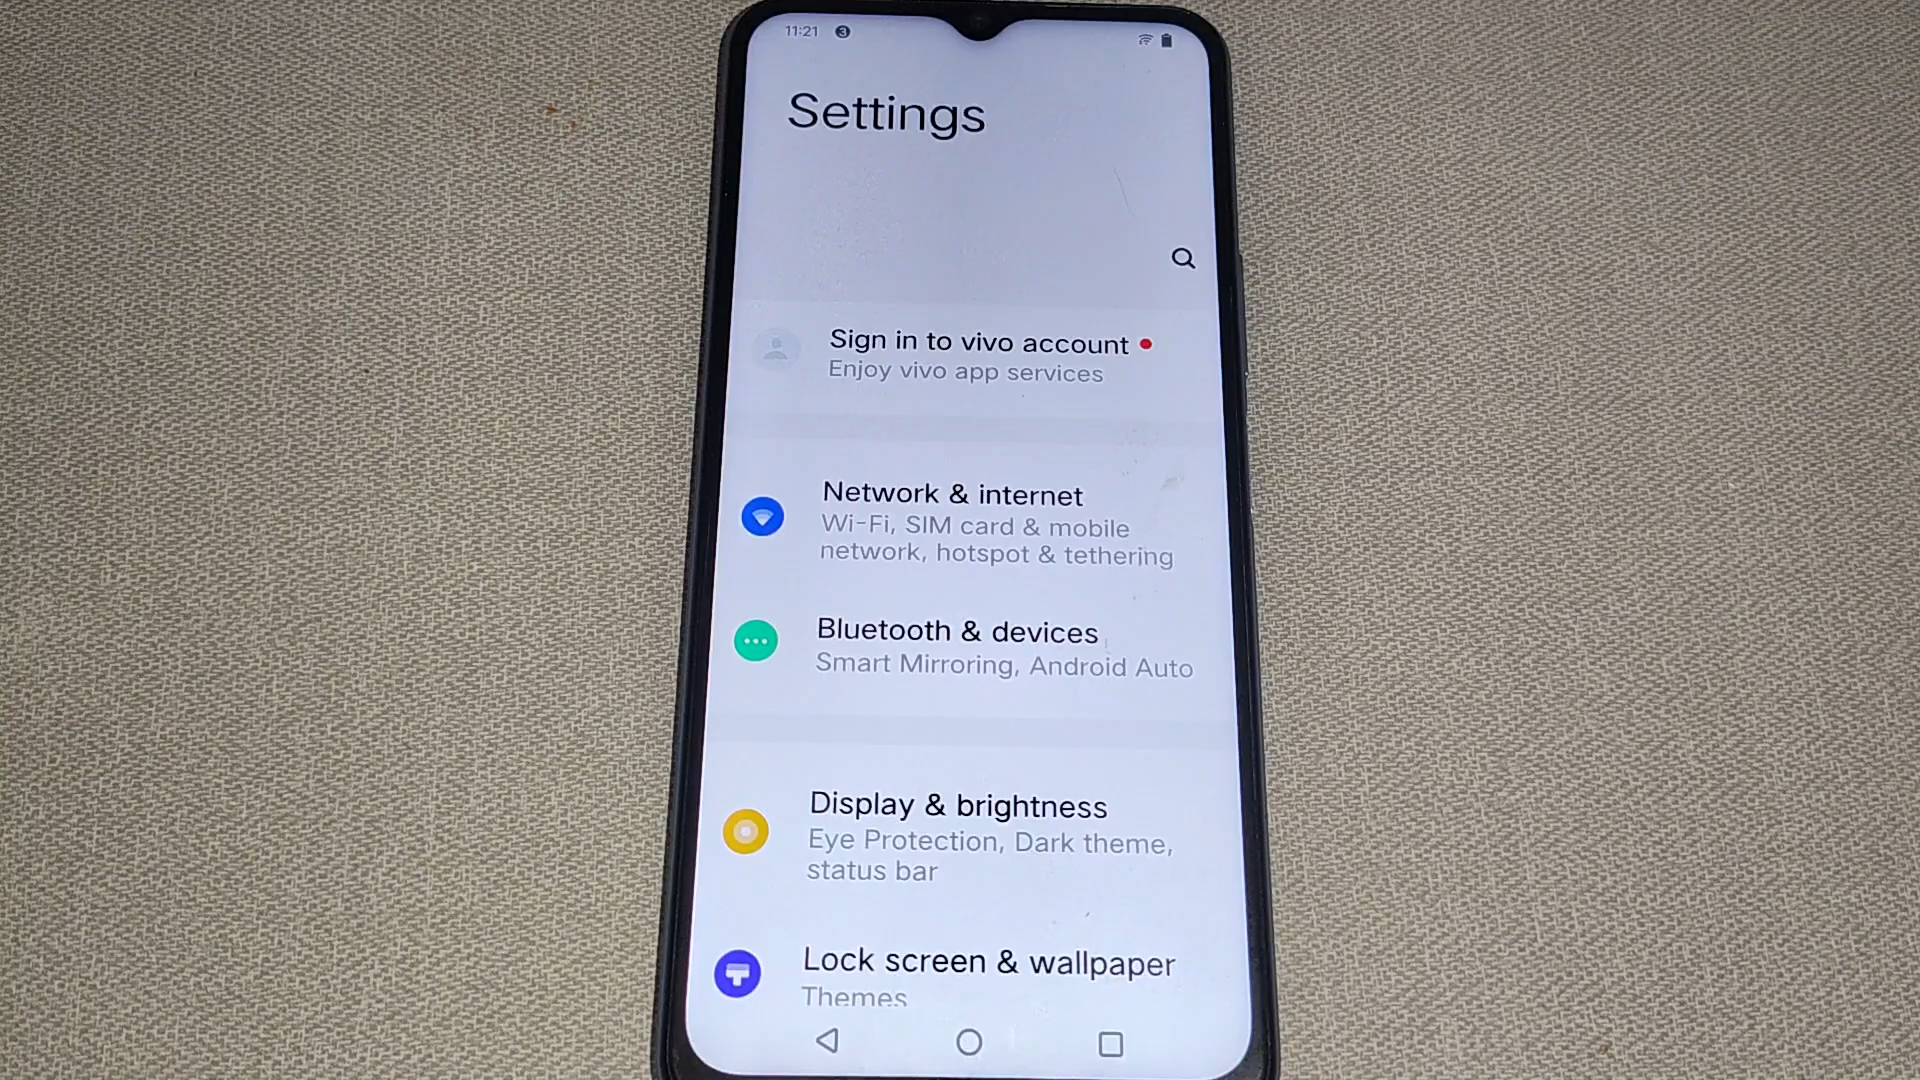 11:21 3
Settings
Sign in to vivo account
Enjoy vivo app services
Network & internet
Wi-Fi, SIM card & mobile
network, hotspot & tethering
Bluetooth & devices
Smart Mirroring, Android Auto
Display & brightness
Eye Protection, Dark theme,
status bar
Lock screen & wallpaper
Themes